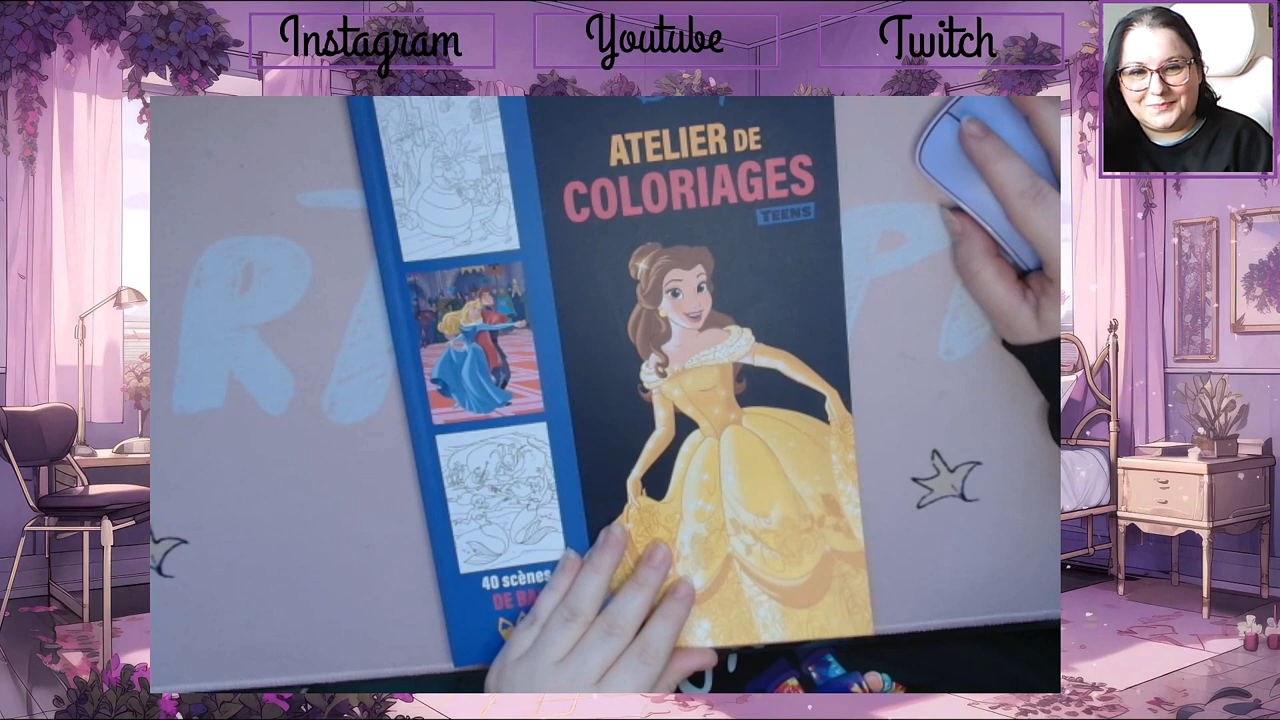 Instagram
Youtube
Twitch
ATELIER DE
COLORIAGES
TEENS
40 scènes